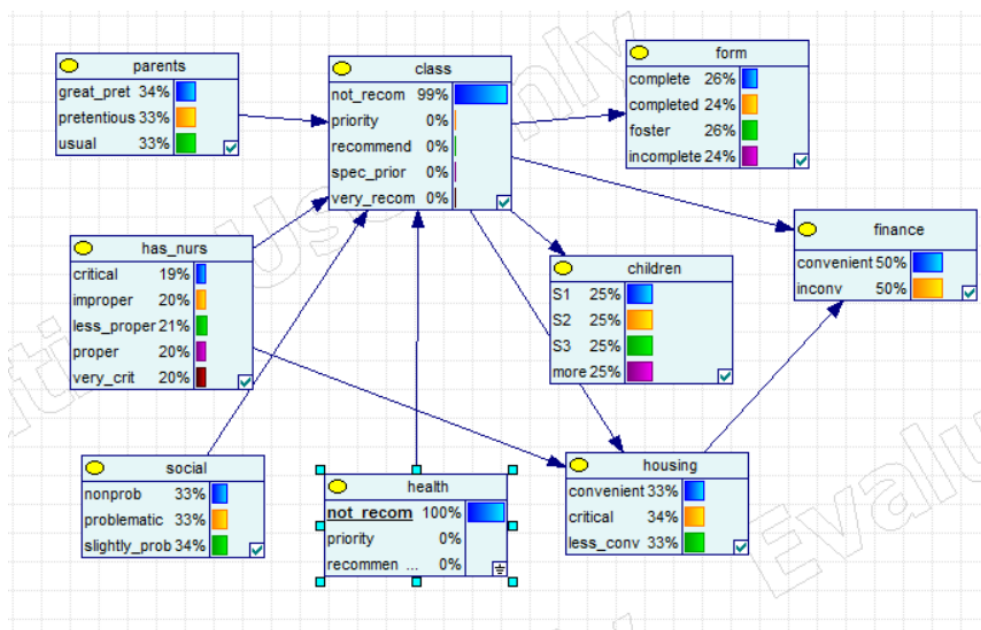 parents
great_pret 34%
pretentious 33%
usual 33%
class
not_recom 99%
priority 0%
recommend 0%
spec_prior 0%
very_recom 0%
form
complete 26%
completed 24%
foster 26%
incomplete 24%
has_nurs
critical 19%
improper 20%
less_proper 21%
proper 20%
very_crit 20%
children
S1 25%
S2 25%
S3 25%
more 25%
finance
convenient 50%
inconv 50%
social
nonprob 33%
problematic 33%
slightly_prob 34%
health
not_recom 100%
priority 0%
recommen ... 0%
housing
convenient 33%
critical 34%
less_conv 33%